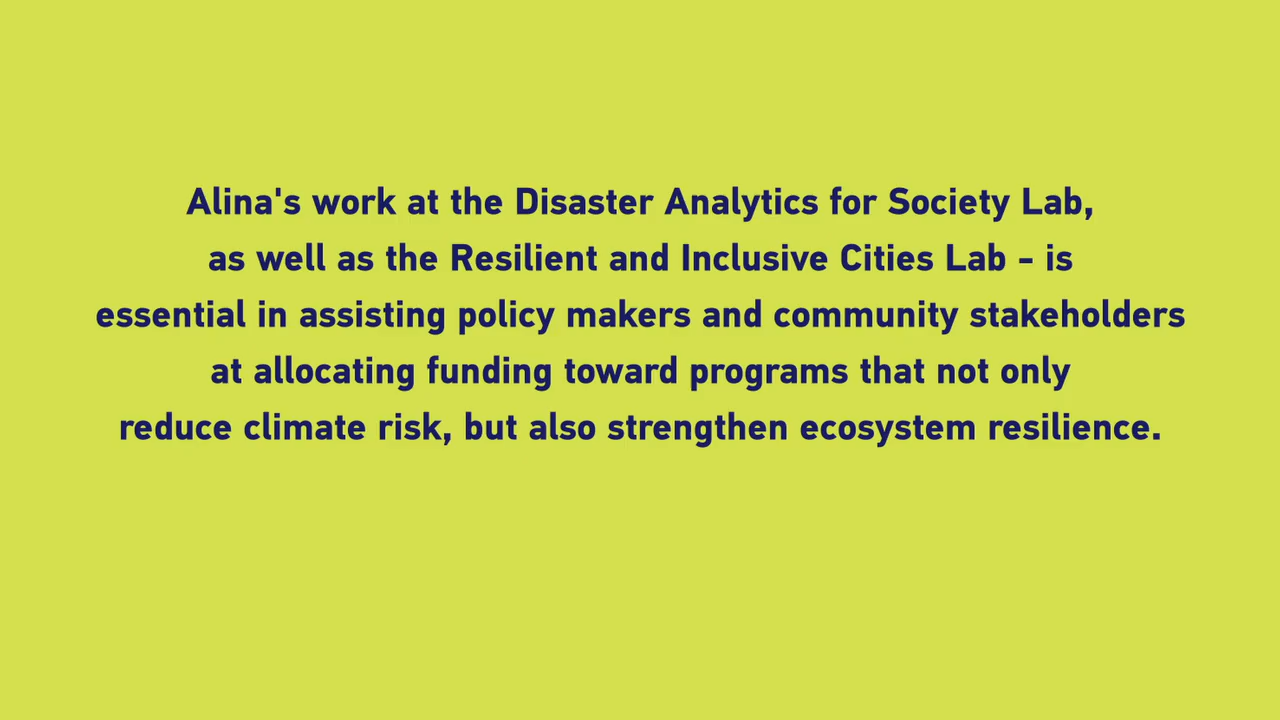 Alina's work at the Disaster Analytics for Society Lab,
as well as the Resilient and Inclusive Cities Lab - is
essential in assisting policy makers and community stakeholders
at allocating funding toward programs that not only
reduce climate risk, but also strengthen ecosystem resilience.